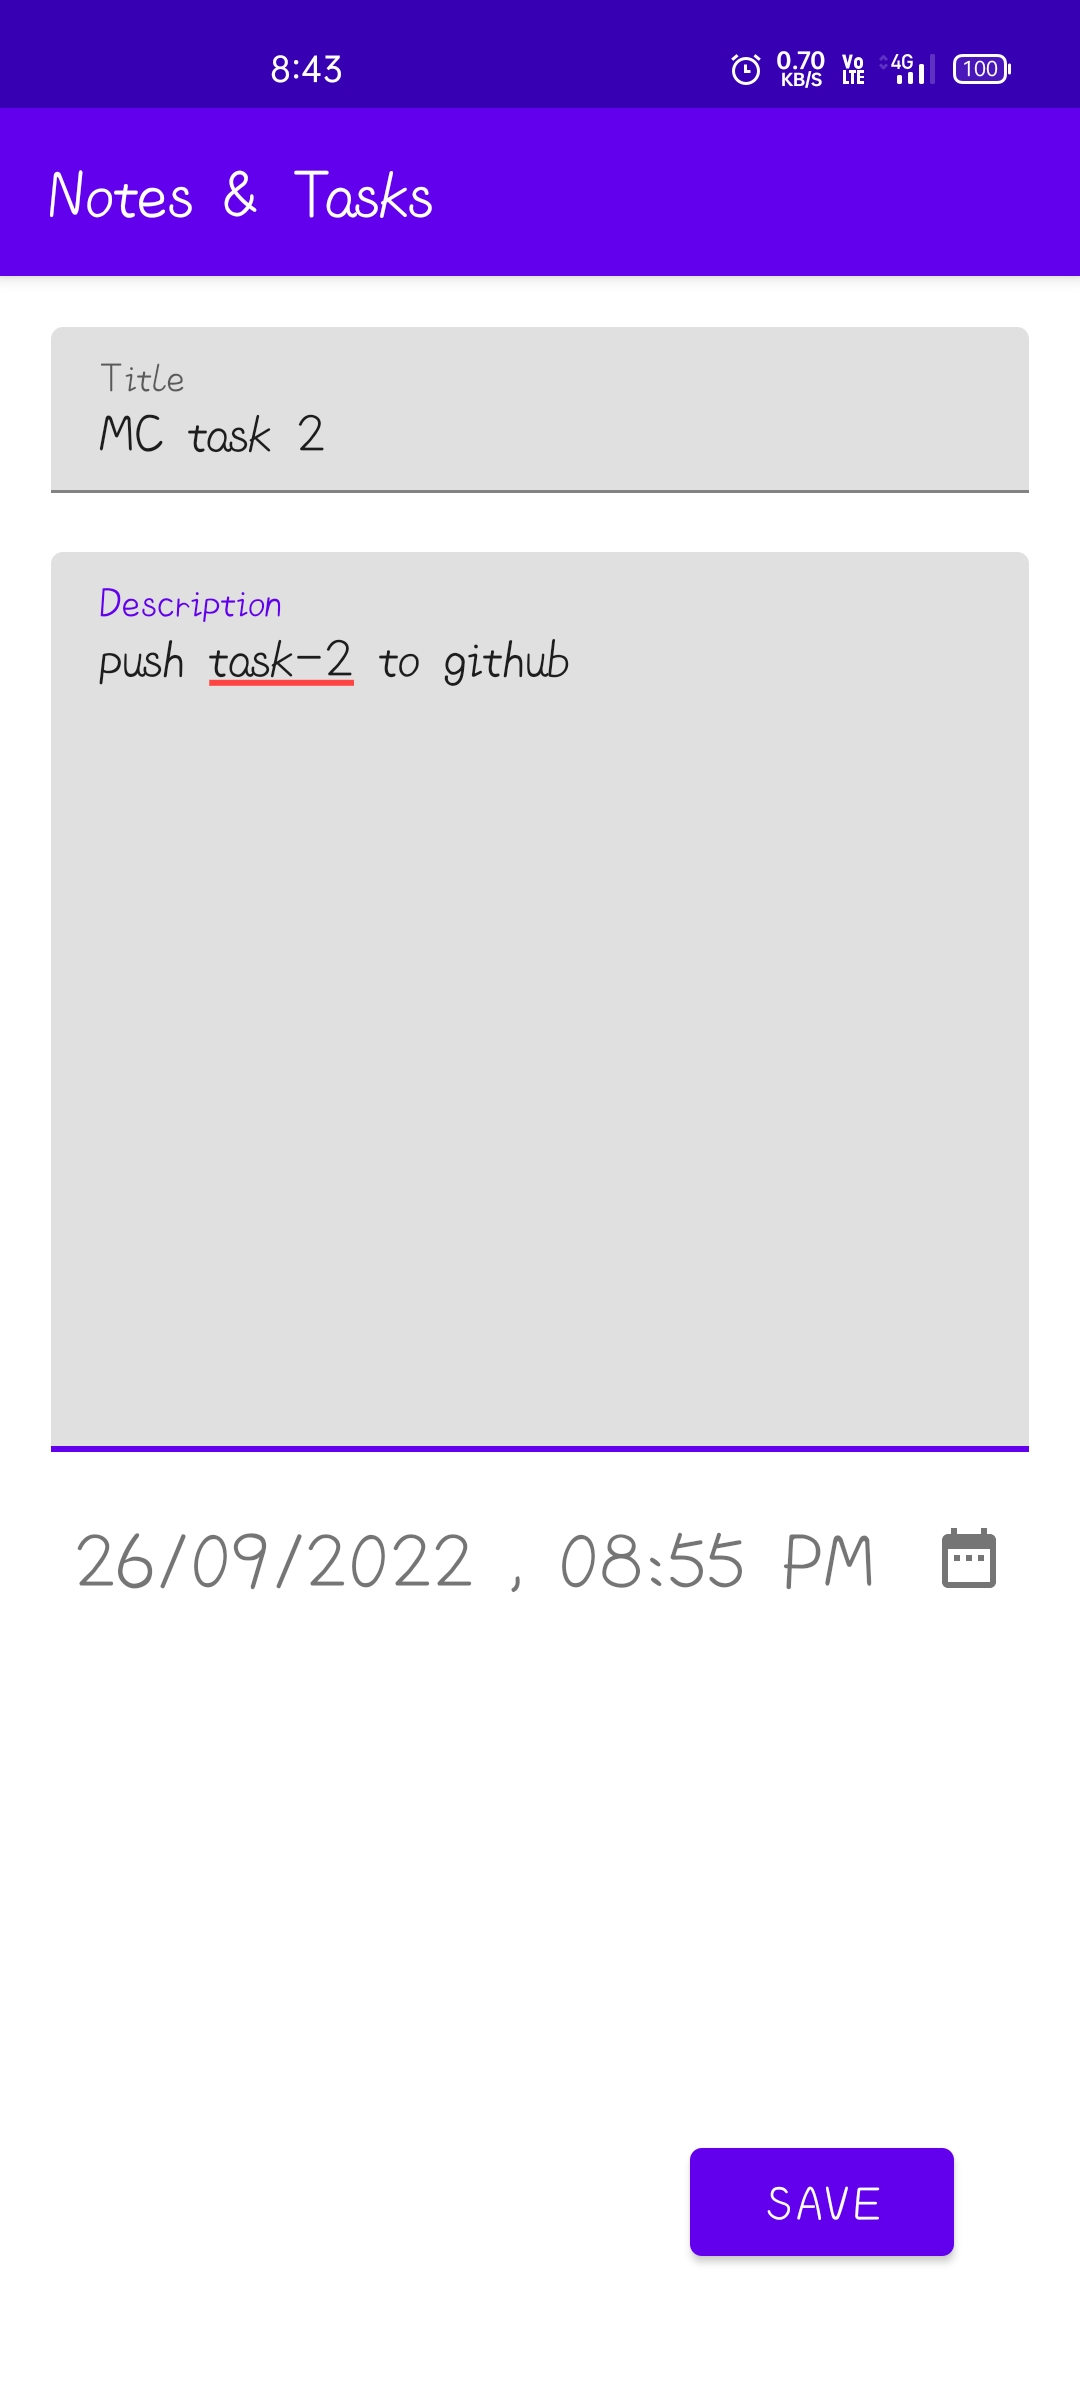 8:43 0.70 KB/S Vo LTE 4G 100
Notes & Tasks
Title
MC task 2
Description
push task-2 to github
26/09/2022 , 08:55 PM
SAVE